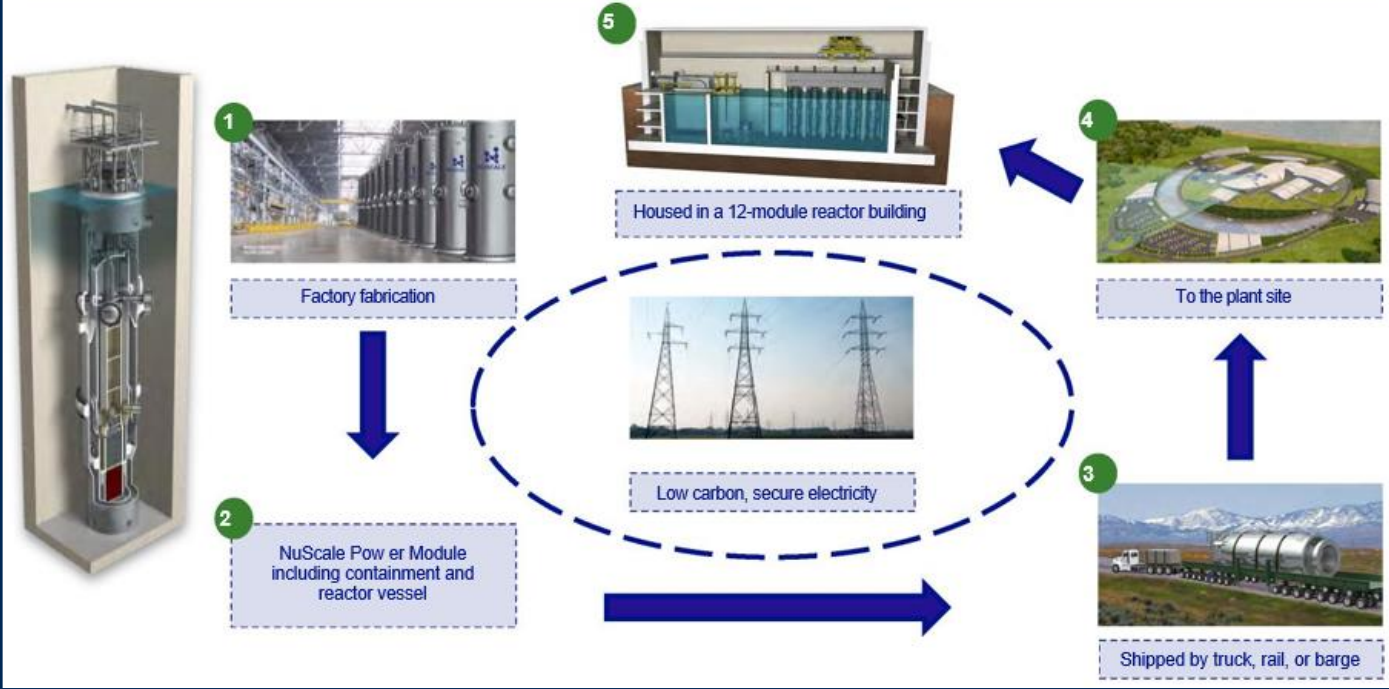 1
Factory fabrication
2
NuScale Pow er Module
including containment and
reactor vessel
3
Shipped by truck, rail, or barge
4
To the plant site
5
Housed in a 12-module reactor building
Low carbon, secure electricity